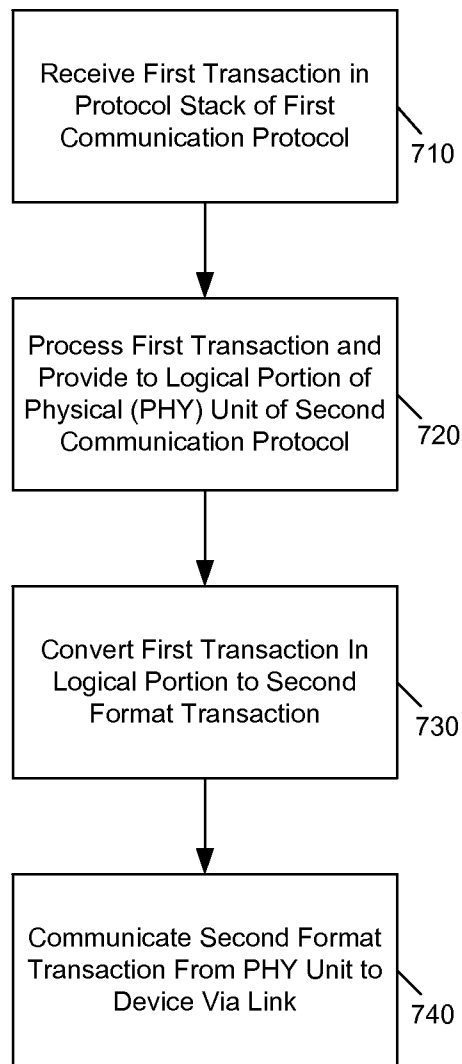 Receive First Transaction in
Protocol Stack of First
Communication Protocol
710
Process First Transaction and
Provide to Logical Portion of
Physical (PHY) Unit of Second
Communication Protocol
720
Convert First Transaction In
Logical Portion to Second
Format Transaction
730
Communicate Second Format
Transaction From PHY Unit to
Device Via Link
740